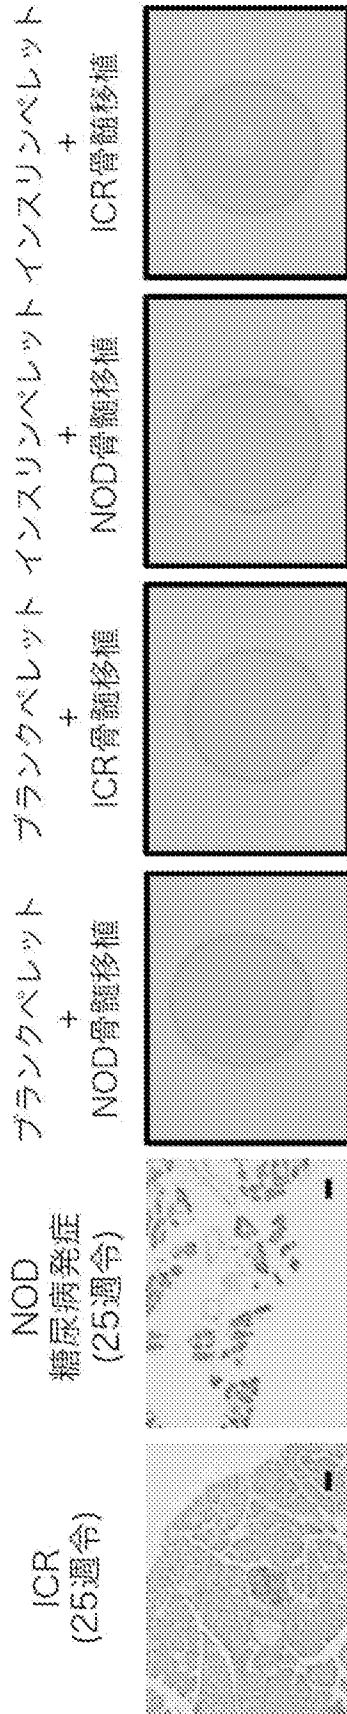 ICR
(25週令)
NOD
糖尿病発症
(25週令)
ブランクペレット
+
NOD骨髄移植
ブランクペレット
+
ICR骨髄移植
インスリンペレット
+
NOD骨髄移植
インスリンペレット
+
ICR骨髄移植